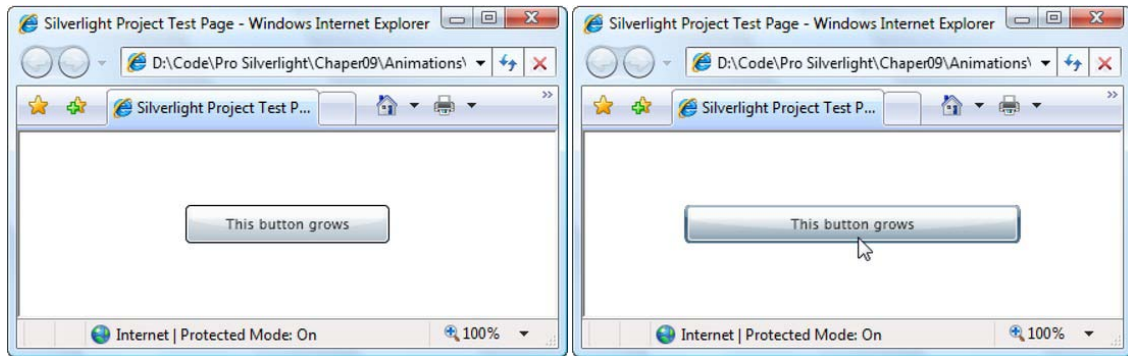 Silverlight Project Test Page - Windows Internet Explorer
D:\Code\Pro Silverlight\Chaper09\Animations\
Silverlight Project Test P...
This button grows
Internet | Protected Mode: On
100%
Silverlight Project Test Page - Windows Internet Explorer
D:\Code\Pro Silverlight\Chaper09\Animations\
Silverlight Project Test P...
This button grows
Internet | Protected Mode: On
100%